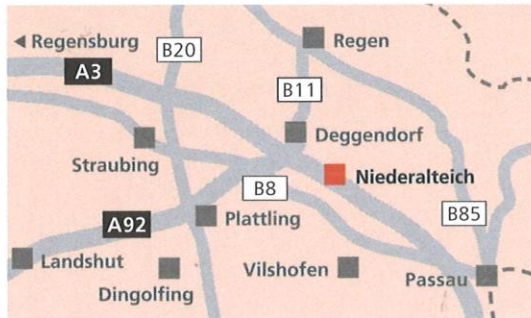 ◄ Regensburg
B20
Regen
A3
B11
Deggendorf
Straubing
Niederalteich
B8
A92
Plattling
B85
Landshut
Vilshofen
Passau
Dingolfing